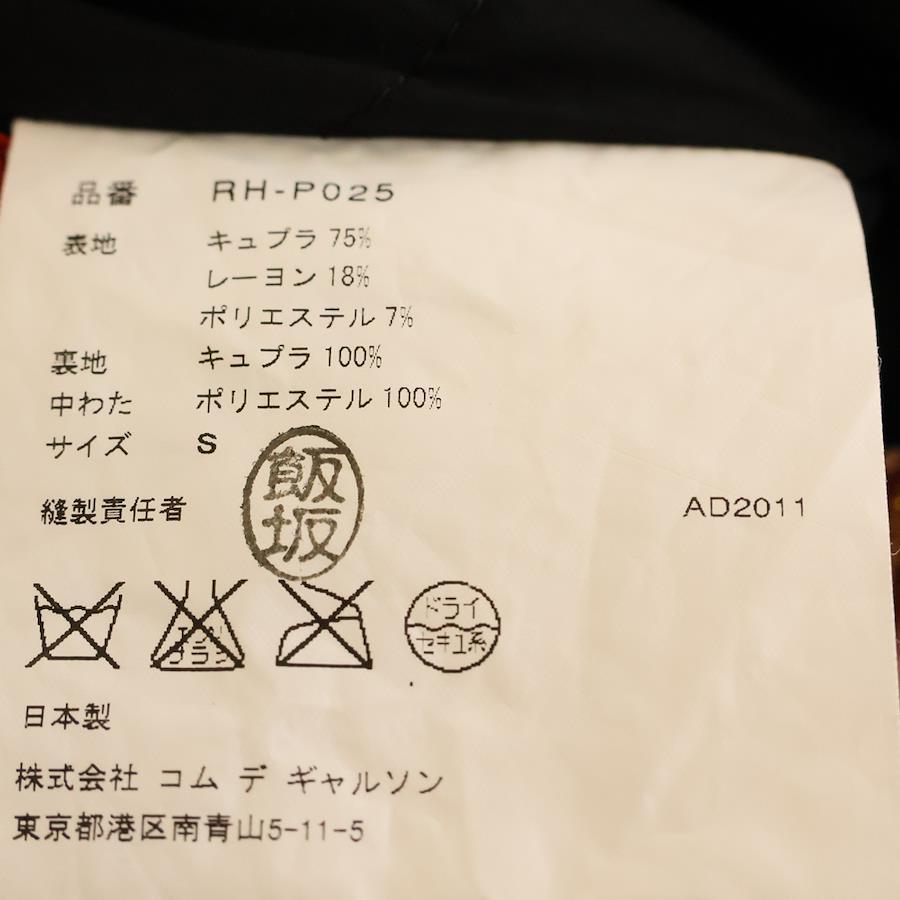 品番 RH-P025
表地 キュプラ 75%
レーヨン 18%
ポリエステル 7%
裏地 キュプラ 100%
中わた ポリエステル 100%
サイズ S
縫製責任者 飯坂
AD2011
エンソ
ブラシ
ドライ
セキユ系
日本製
株式会社 コム デ ギャルソン
東京都港区南青山5-11-5